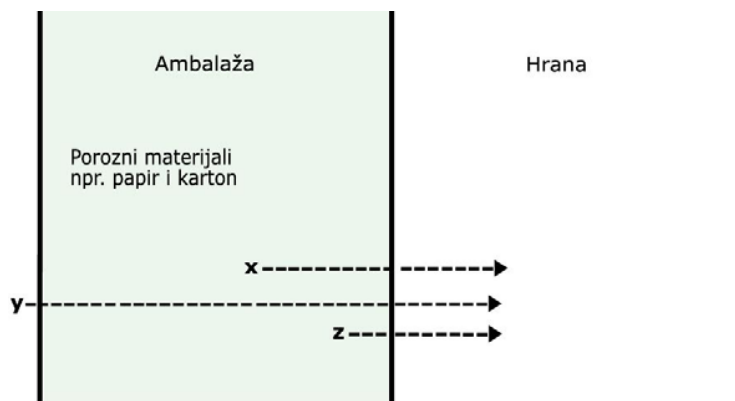 Ambalaža
Hrana
Porozni materijali
npr. papir i karton
x
y
z